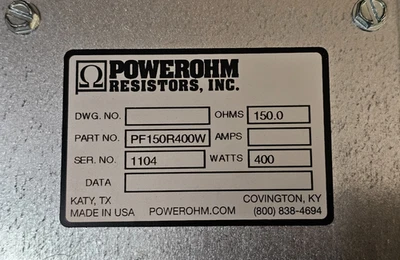 Ω POWEROHM
RESISTORS, INC.
DWG. NO. OHMS 150.0
PART NO. PF150R400W AMPS
SER. NO. 1104 WATTS 400
DATA
KATY, TX COVINGTON, KY
MADE IN USA POWEROHM.COM (800) 838-4694